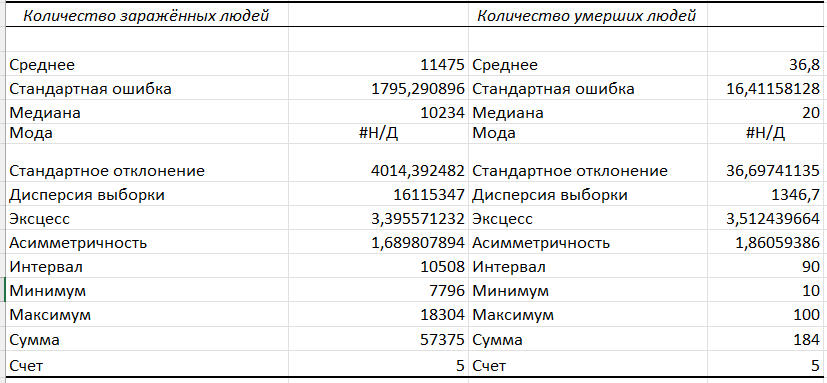 Количество заражённых людей Количество умерших людей
Среднее 11475 Среднее 36,8
Стандартная ошибка 1795,290896 Стандартная ошибка 16,41158128
Медиана 10234 Медиана 20
Мода #Н/Д Мода #Н/Д
Стандартное отклонение 4014,392482 Стандартное отклонение 36,69741135
Дисперсия выборки 16115347 Дисперсия выборки 1346,7
Эксцесс 3,395571232 Эксцесс 3,512439664
Асимметричность 1,689807894 Асимметричность 1,86059386
Интервал 10508 Интервал 90
Минимум 7796 Минимум 10
Максимум 18304 Максимум 100
Сумма 57375 Сумма 184
Счет 5 Счет 5